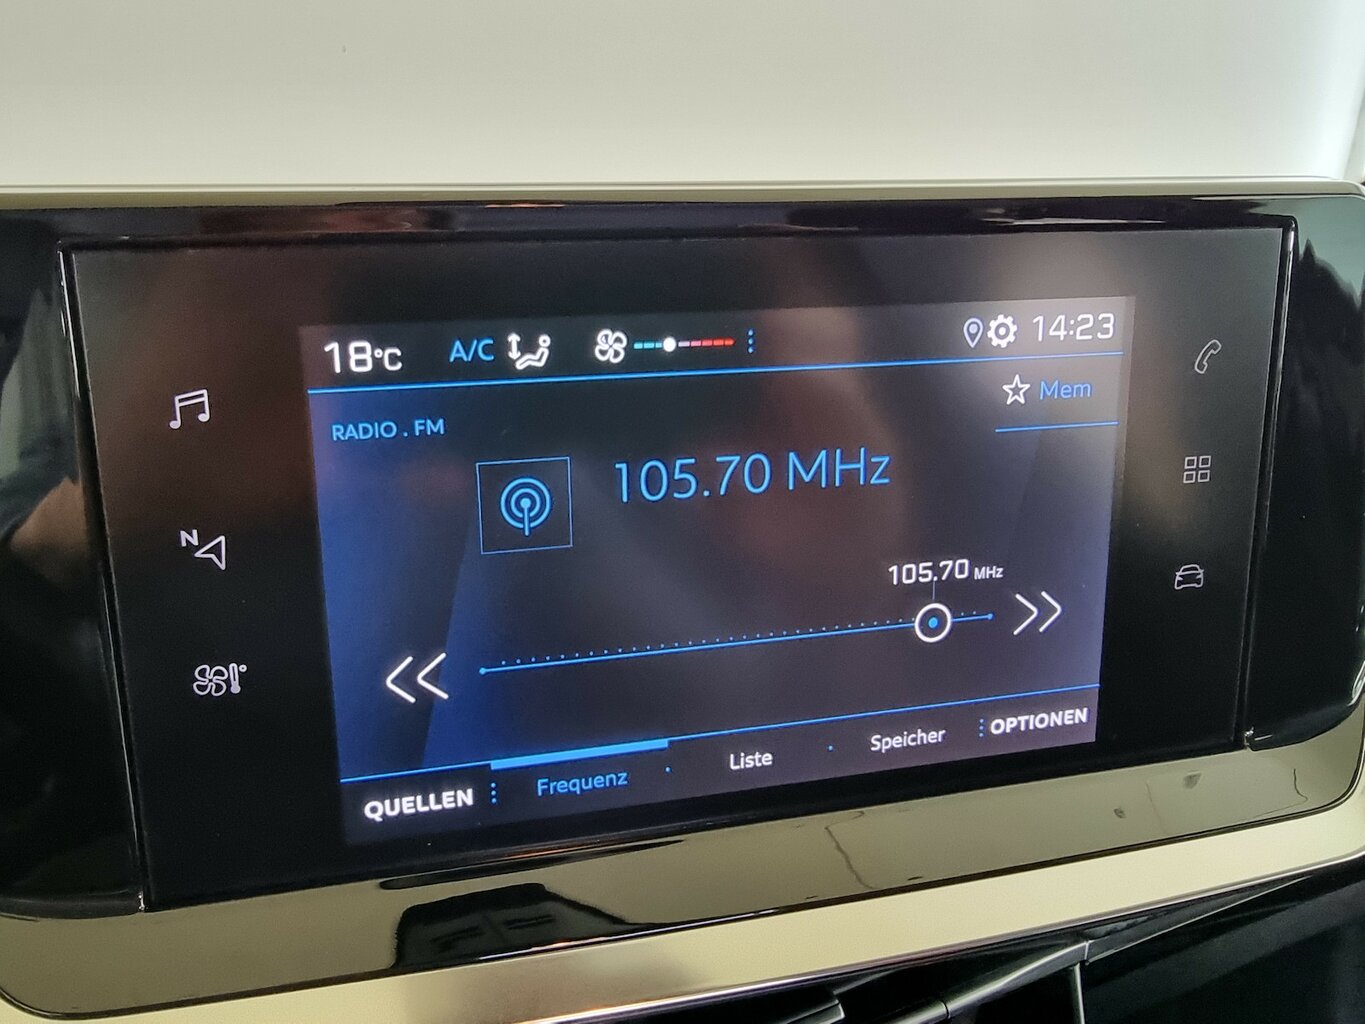 18°C A/C 14:23
Mem
RADIO . FM
105.70 MHz
105.70 MHz
N
QUELLEN Frequenz Liste Speicher OPTIONEN